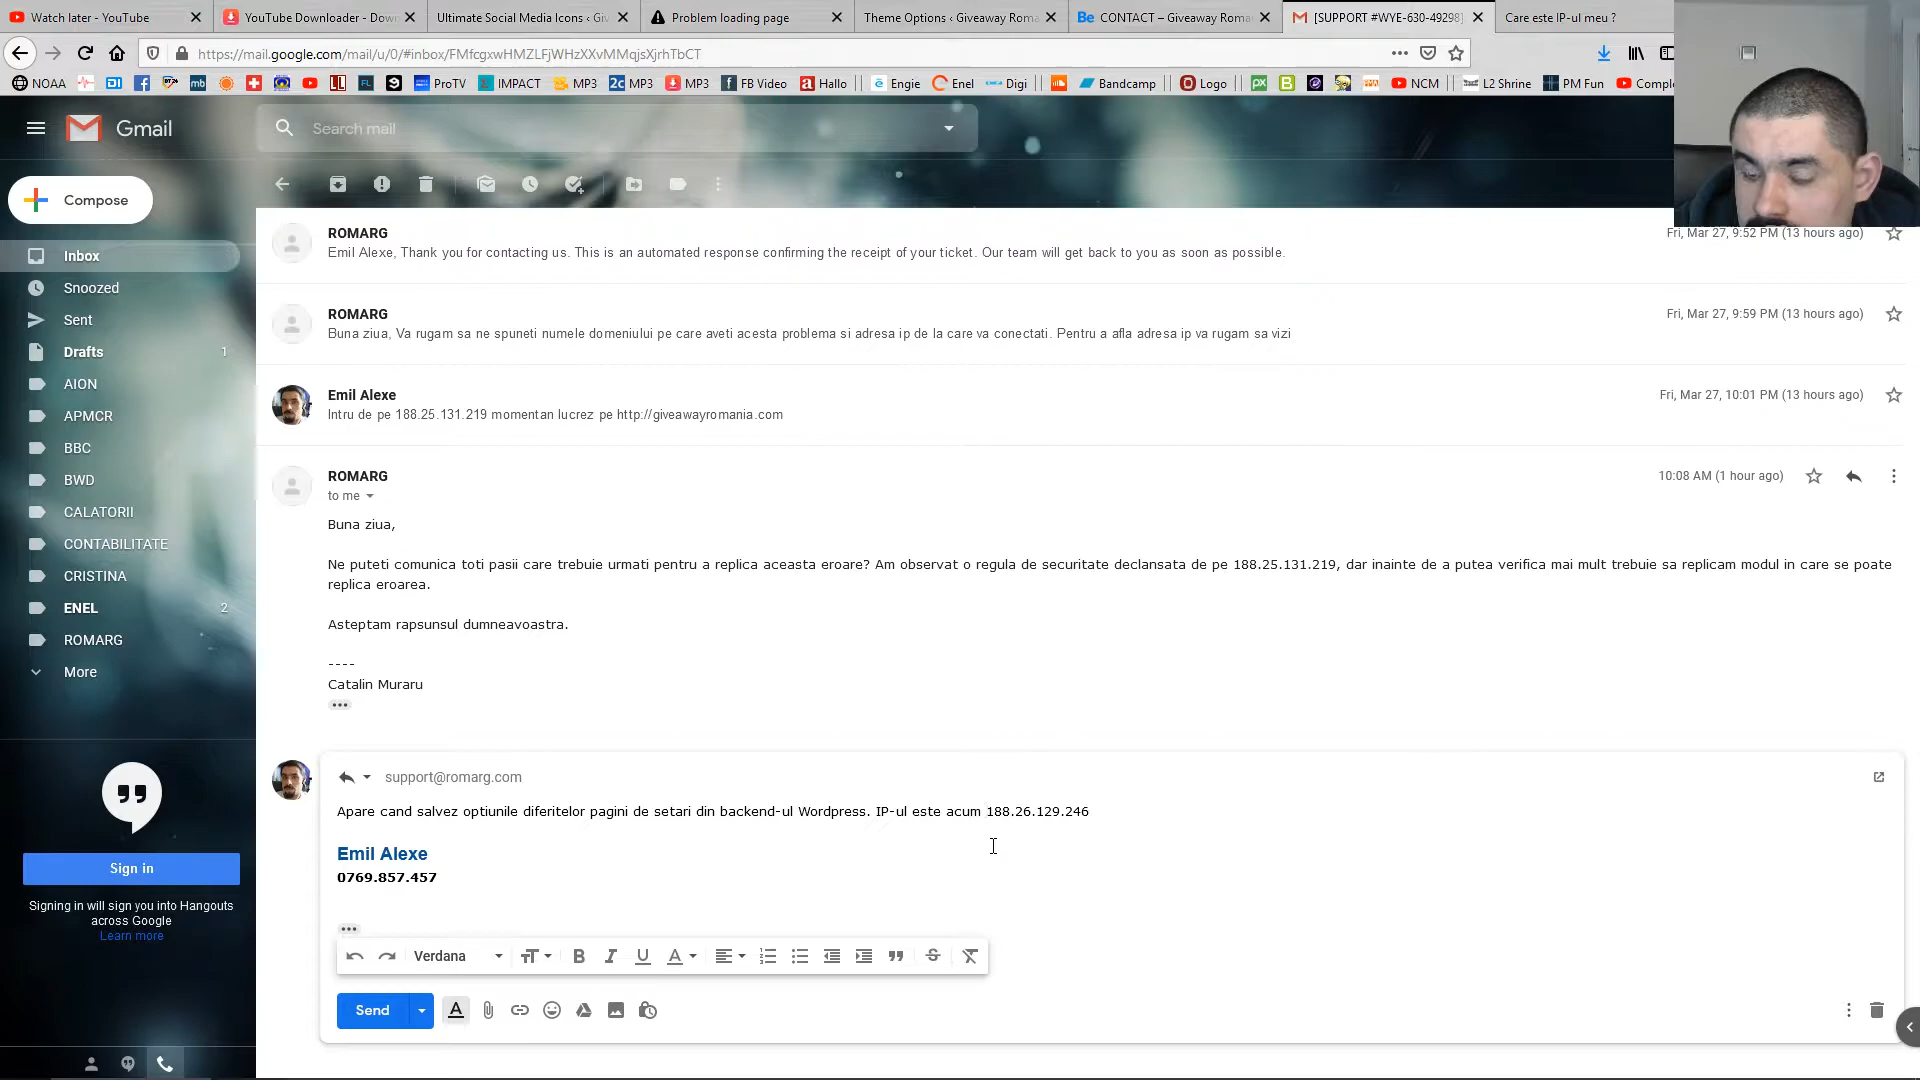 Watch later - YouTube
YouTube Downloader - Dow
Ultimate Social Media Icons ‹ Gi
Problem loading page
Theme Options ‹ Giveaway Roma
Be CONTACT – Giveaway Roma
[SUPPORT #WYE-630-49298]
Care este IP-ul meu ?
https://mail.google.com/mail/u/0/#inbox/FMfcgxwHMZLFjWHzXXvMMqjsXjrhTbCT
NOAA
ProTV
IMPACT
MP3
2c MP3
MP3
FB Video
Hallo
Engie
Enel
Digi
Bandcamp
Logo
NCM
L2 Shrine
PM Fun
Comple
Gmail
Search mail
Compose
Inbox
Snoozed
Sent
Drafts 1
AION
APMCR
BBC
BWD
CALATORII
CONTABILITATE
CRISTINA
ENEL 2
ROMARG
More
Sign in
Signing in will sign you into Hangouts
across Google
Learn more
ROMARG Fri, Mar 27, 9:52 PM (13 hours ago)
Emil Alexe, Thank you for contacting us. This is an automated response confirming the receipt of your ticket. Our team will get back to you as soon as possible.
ROMARG Fri, Mar 27, 9:59 PM (13 hours ago)
Buna ziua, Va rugam sa ne spuneti numele domeniului pe care aveti acesta problema si adresa ip de la care va conectati. Pentru a afla adresa ip va rugam sa vizi
Emil Alexe Fri, Mar 27, 10:01 PM (13 hours ago)
Intru de pe 188.25.131.219 momentan lucrez pe http://giveawayromania.com
ROMARG 10:08 AM (1 hour ago)
to me
Buna ziua,
Ne puteti comunica toti pasii care trebuie urmati pentru a replica aceasta eroare? Am observat o regula de securitate declansata de pe 188.25.131.219, dar inainte de a putea verifica mai mult trebuie sa replicam modul in care se poate
replica eroarea.
Asteptam rapsunsul dumneavoastra.
----
Catalin Muraru
support@romarg.com
Apare cand salvez optiunile diferitelor pagini de setari din backend-ul Wordpress. IP-ul este acum 188.26.129.246
Emil Alexe
0769.857.457
Verdana
Send